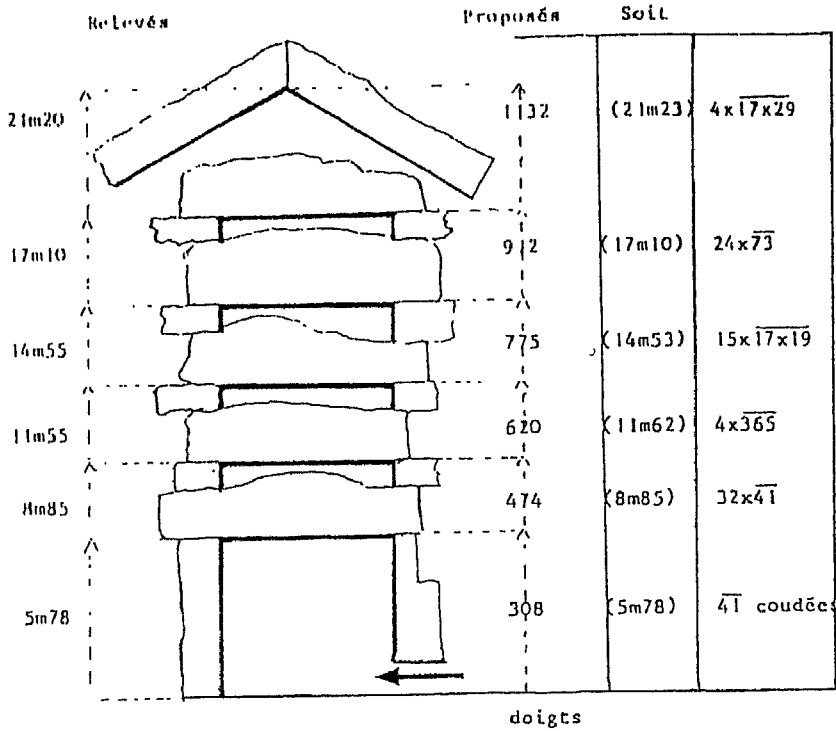 Relevés Proposés Soit
21m20 1132 (21m23) 4x17x29
17m10 912 (17m10) 24x73
14m55 775 (14m53) 15x17x19
11m55 620 (11m62) 4x365
8m85 474 (8m85) 32x41
5m78 308 (5m78) 41 coudées
doigts